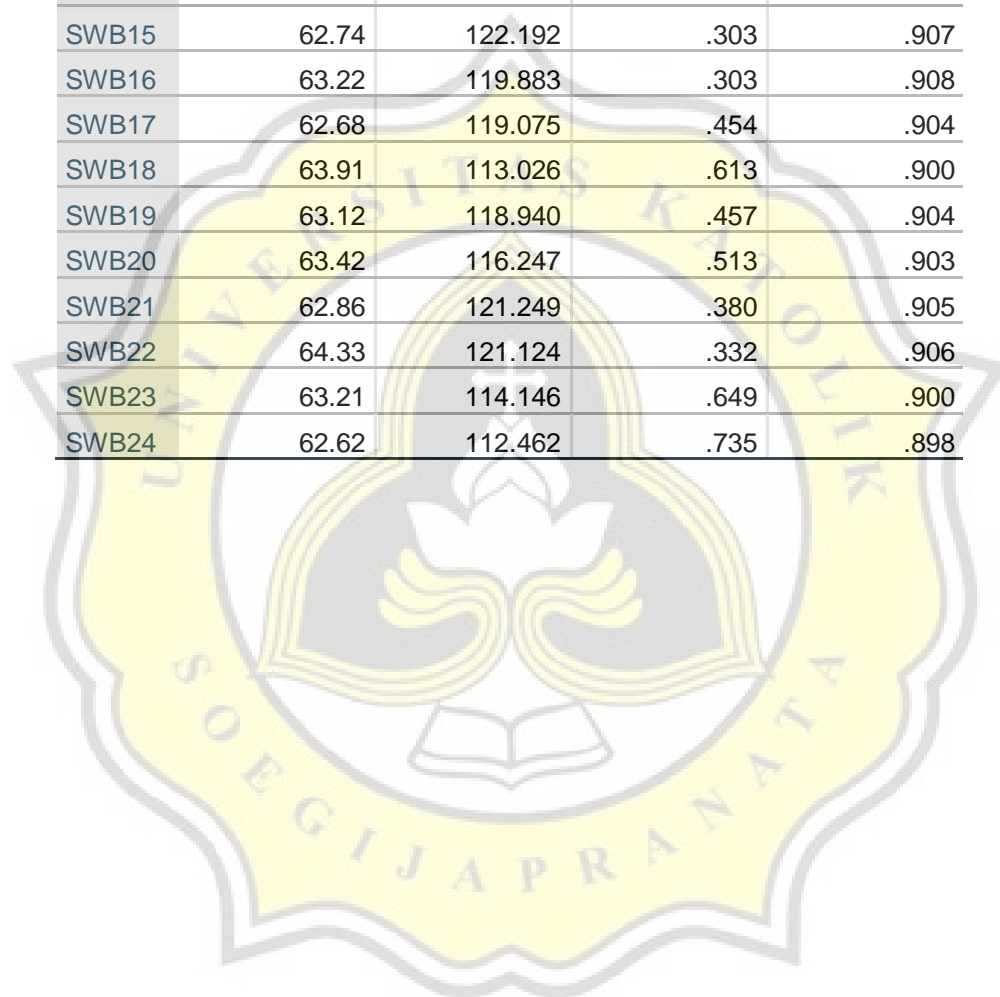 SWB15 62.74 122.192 .303 .907
SWB16 63.22 119.883 .303 .908
SWB17 62.68 119.075 .454 .904
SWB18 63.91 113.026 .613 .900
SWB19 63.12 118.940 .457 .904
SWB20 63.42 116.247 .513 .903
SWB21 62.86 121.249 .380 .905
SWB22 64.33 121.124 .332 .906
SWB23 63.21 114.146 .649 .900
SWB24 62.62 112.462 .735 .898
UNIVERSITAS KATOLIK
SOEGIJAPRANATA